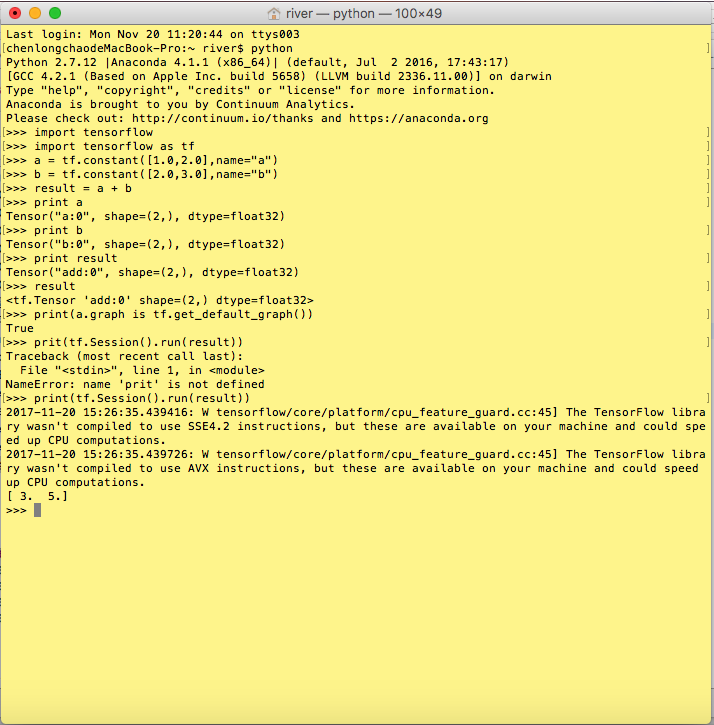 river — python — 100×49
Last login: Mon Nov 20 11:20:44 on ttys003
[chenlongchaodeMacBook-Pro:~ river$ python ]
Python 2.7.12 |Anaconda 4.1.1 (x86_64)| (default, Jul  2 2016, 17:43:17)
[GCC 4.2.1 (Based on Apple Inc. build 5658) (LLVM build 2336.11.00)] on darwin
Type "help", "copyright", "credits" or "license" for more information.
Anaconda is brought to you by Continuum Analytics.
Please check out: http://continuum.io/thanks and https://anaconda.org
[>>> import tensorflow ]
[>>> import tensorflow as tf ]
[>>> a = tf.constant([1.0,2.0],name="a") ]
[>>> b = tf.constant([2.0,3.0],name="b") ]
[>>> result = a + b ]
[>>> print a ]
Tensor("a:0", shape=(2,), dtype=float32)
[>>> print b ]
Tensor("b:0", shape=(2,), dtype=float32)
[>>> print result ]
Tensor("add:0", shape=(2,), dtype=float32)
[>>> result ]
<tf.Tensor 'add:0' shape=(2,) dtype=float32>
[>>> print(a.graph is tf.get_default_graph()) ]
True
[>>> prit(tf.Session().run(result)) ]
Traceback (most recent call last):
  File "<stdin>", line 1, in <module>
NameError: name 'prit' is not defined
[>>> print(tf.Session().run(result)) ]
2017-11-20 15:26:35.439416: W tensorflow/core/platform/cpu_feature_guard.cc:45] The TensorFlow libra
ry wasn't compiled to use SSE4.2 instructions, but these are available on your machine and could spe
ed up CPU computations.
2017-11-20 15:26:35.439726: W tensorflow/core/platform/cpu_feature_guard.cc:45] The TensorFlow libra
ry wasn't compiled to use AVX instructions, but these are available on your machine and could speed
up CPU computations.
[ 3.  5.]
>>>